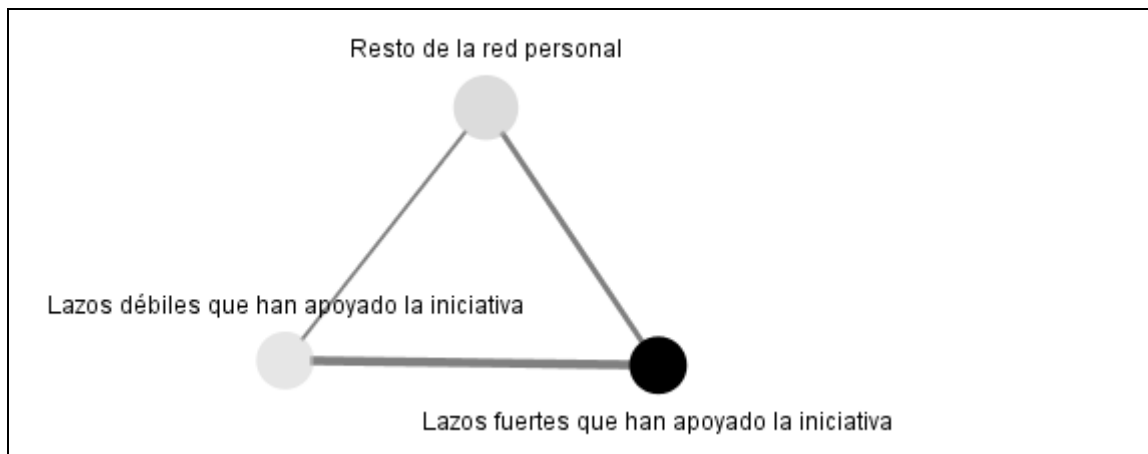 Resto de la red personal
Lazos débiles que han apoyado la iniciativa
Lazos fuertes que han apoyado la iniciativa